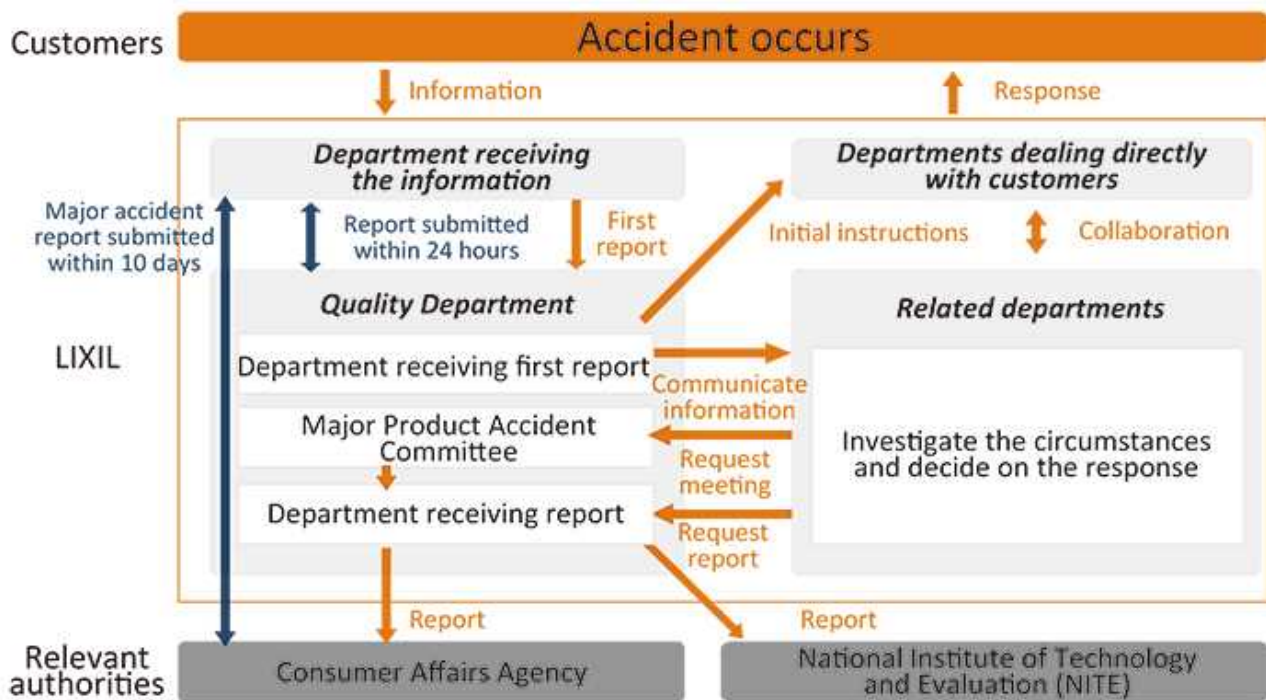 Customers
Accident occurs
Information
Response
Department receiving
the information
Departments dealing directly
with customers
Major accident
report submitted
within 10 days
Report submitted
within 24 hours
First
report
Initial instructions
Collaboration
Quality Department
Related departments
LIXIL
Department receiving first report
Communicate
information
Major Product Accident
Committee
Investigate the circumstances
and decide on the response
Request
meeting
Department receiving report
Request
report
Report
Report
Relevant
authorities
Consumer Affairs Agency
National Institute of Technology
and Evaluation (NITE)